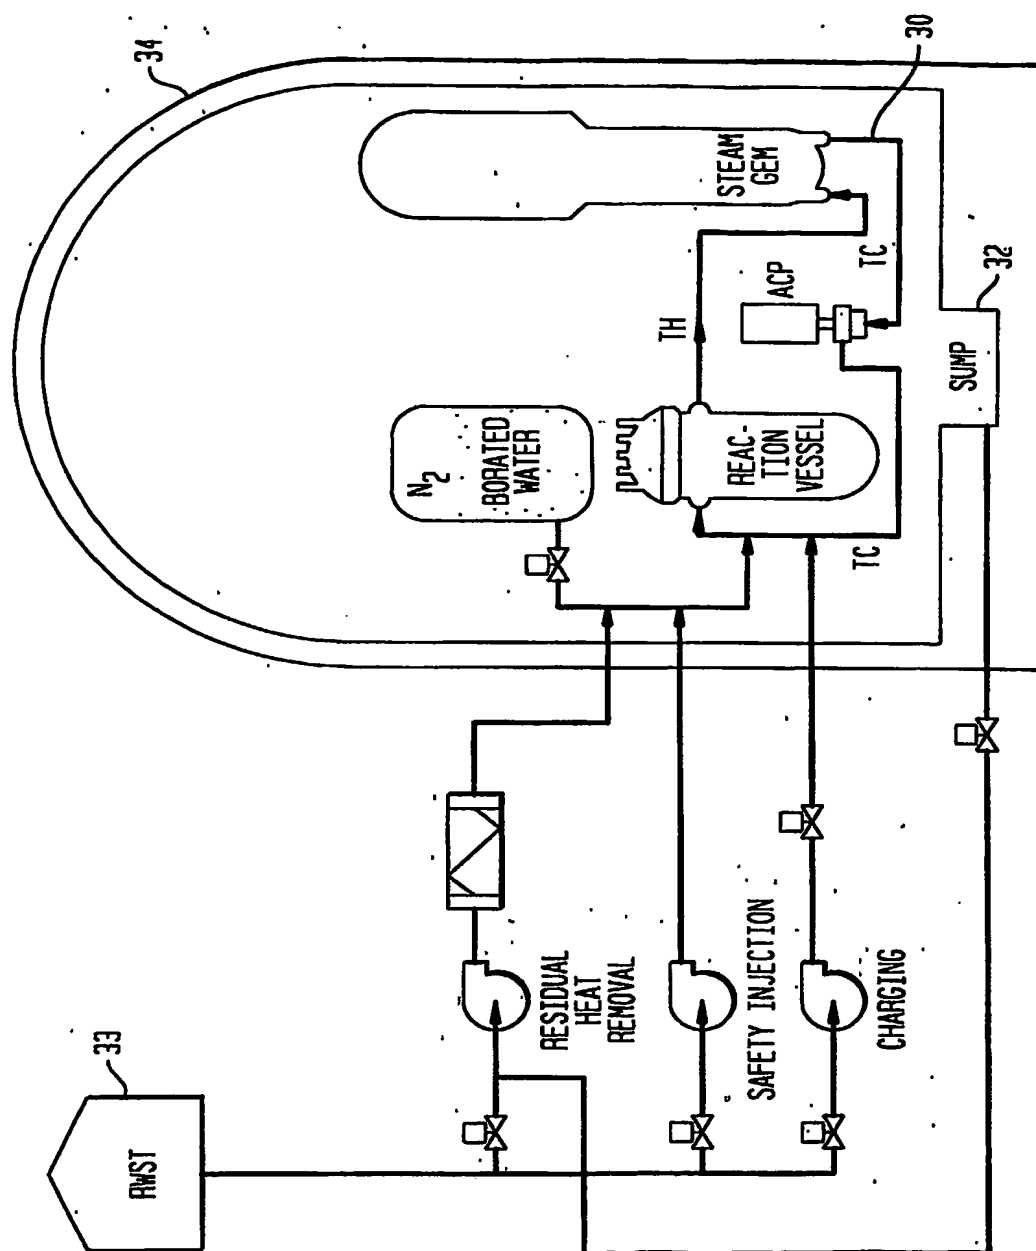 34
30
STEAM
GEM
N2
BORATED
WATER
TH
ACP
TC
REAC-
TION
VESSEL
TC
SUMP
32
33
RWST
RESIDUAL
HEAT
REMOVAL
SAFETY INJECTION
CHARGING